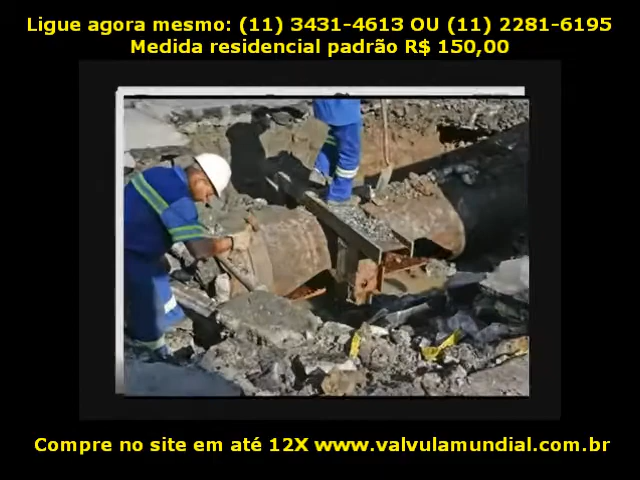 Ligue agora mesmo: (11) 3431-4613 OU (11) 2281-6195
Medida residencial padrão R$ 150,00
Compre no site em até 12X www.valvulamundial.com.br